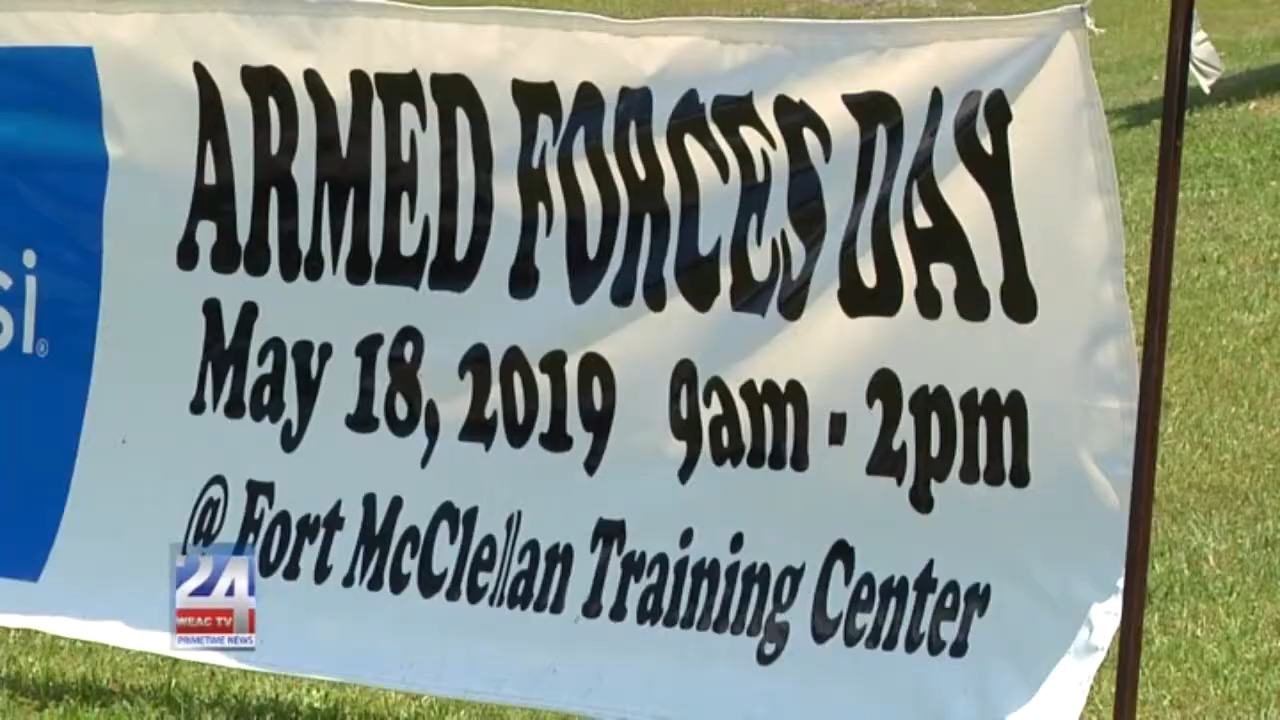 ARMED FORCES DAY
May 18, 2019 9am - 2pm
@ Fort McClellan Training Center
si®
24
WEAC TV
PRIMETIME NEWS